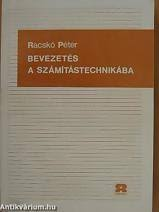 Racskó Péter
BEVEZETÉS
A SZÁMÍTÁSTECHNIKÁBA
Antikvárium.hu